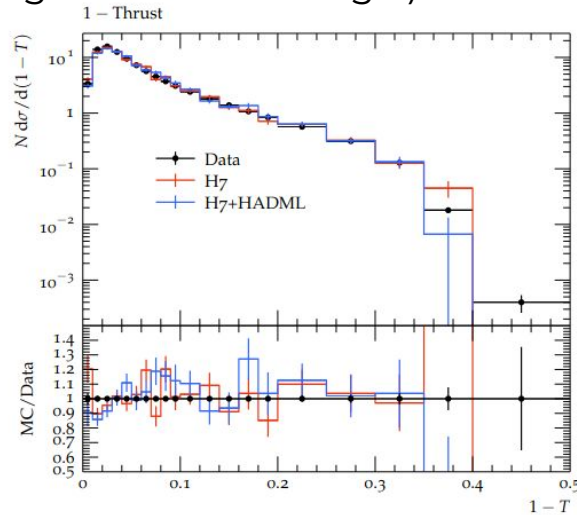 1 − Thrust
N dσ/d(1 − T)
10¹
1
10⁻¹
10⁻²
10⁻³
Data
H7
H7+HADML
MC/Data
1.4
1.3
1.2
1.1
1
0.9
0.8
0.7
0.6
0.5
0 0.1 0.2 0.3 0.4 0.5
1 − T